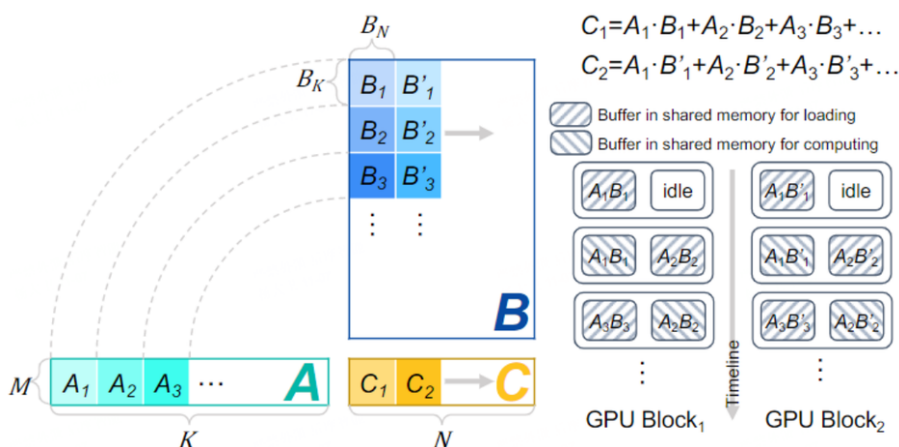 B_N
B_K
B_1 B'_1
B_2 B'_2
B_3 B'_3
⋮ ⋮
B
M
A_1 A_2 A_3 ⋯ A
K
C_1 C_2 C
N
C_1=A_1·B_1+A_2·B_2+A_3·B_3+…
C_2=A_1·B'_1+A_2·B'_2+A_3·B'_3+…
Buffer in shared memory for loading
Buffer in shared memory for computing
A_1B_1 idle
A_1B_1 A_2B_2
A_3B_3 A_2B_2
⋮
GPU Block_1
Timeline
A_1B'_1 idle
A_1B'_1 A_2B'_2
A_3B'_3 A_2B'_2
⋮
GPU Block_2